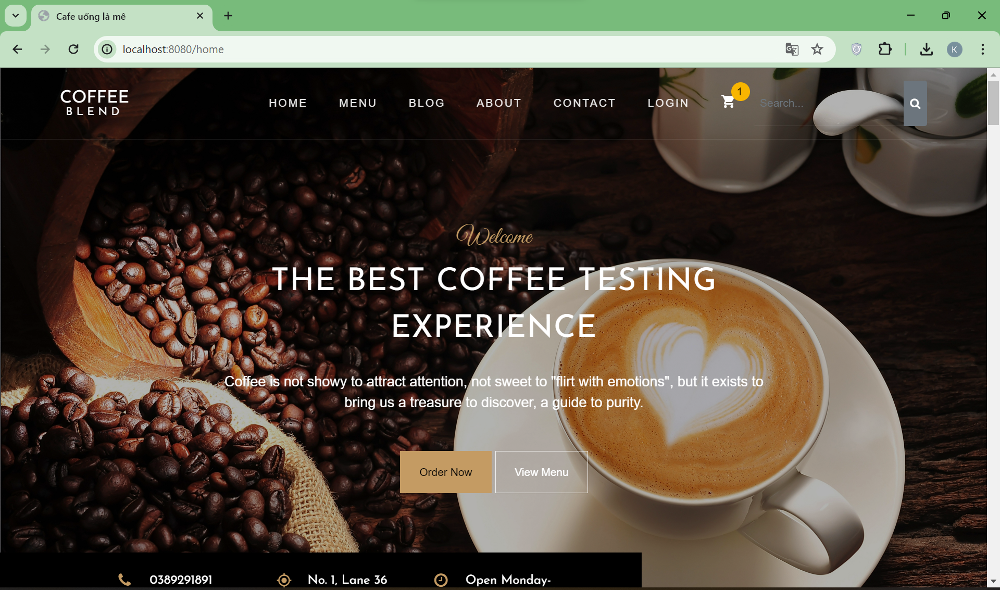 Cafe uống là mê
localhost:8080/home
K
COFFEE
BLEND
HOME
MENU
BLOG
ABOUT
CONTACT
LOGIN
1
Search...
Welcome
THE BEST COFFEE TESTING
EXPERIENCE
Coffee is not showy to attract attention, not sweet to "flirt with emotions", but it exists to
bring us a treasure to discover, a guide to purity.
Order Now
View Menu
0389291891
No. 1, Lane 36
Open Monday-